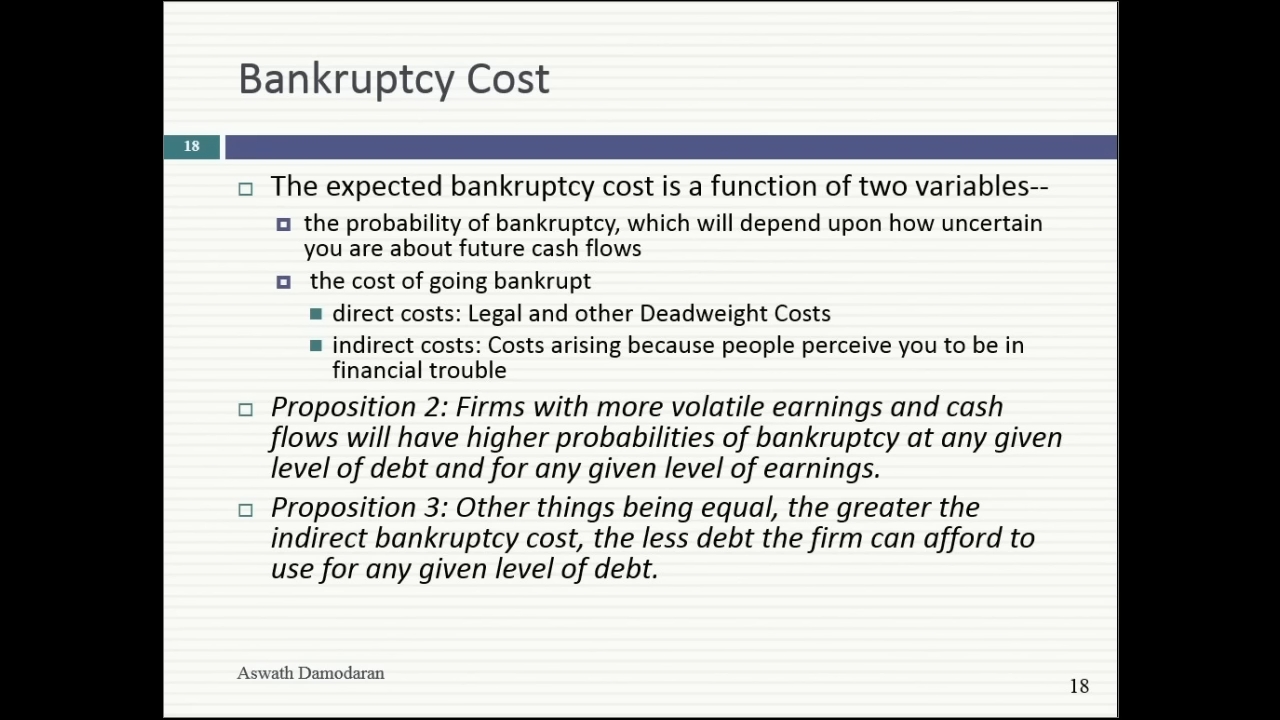 Bankruptcy Cost
18
The expected bankruptcy cost is a function of two variables--
the probability of bankruptcy, which will depend upon how uncertain
you are about future cash flows
the cost of going bankrupt
direct costs: Legal and other Deadweight Costs
indirect costs: Costs arising because people perceive you to be in
financial trouble
Proposition 2: Firms with more volatile earnings and cash
flows will have higher probabilities of bankruptcy at any given
level of debt and for any given level of earnings.
Proposition 3: Other things being equal, the greater the
indirect bankruptcy cost, the less debt the firm can afford to
use for any given level of debt.
Aswath Damodaran
18